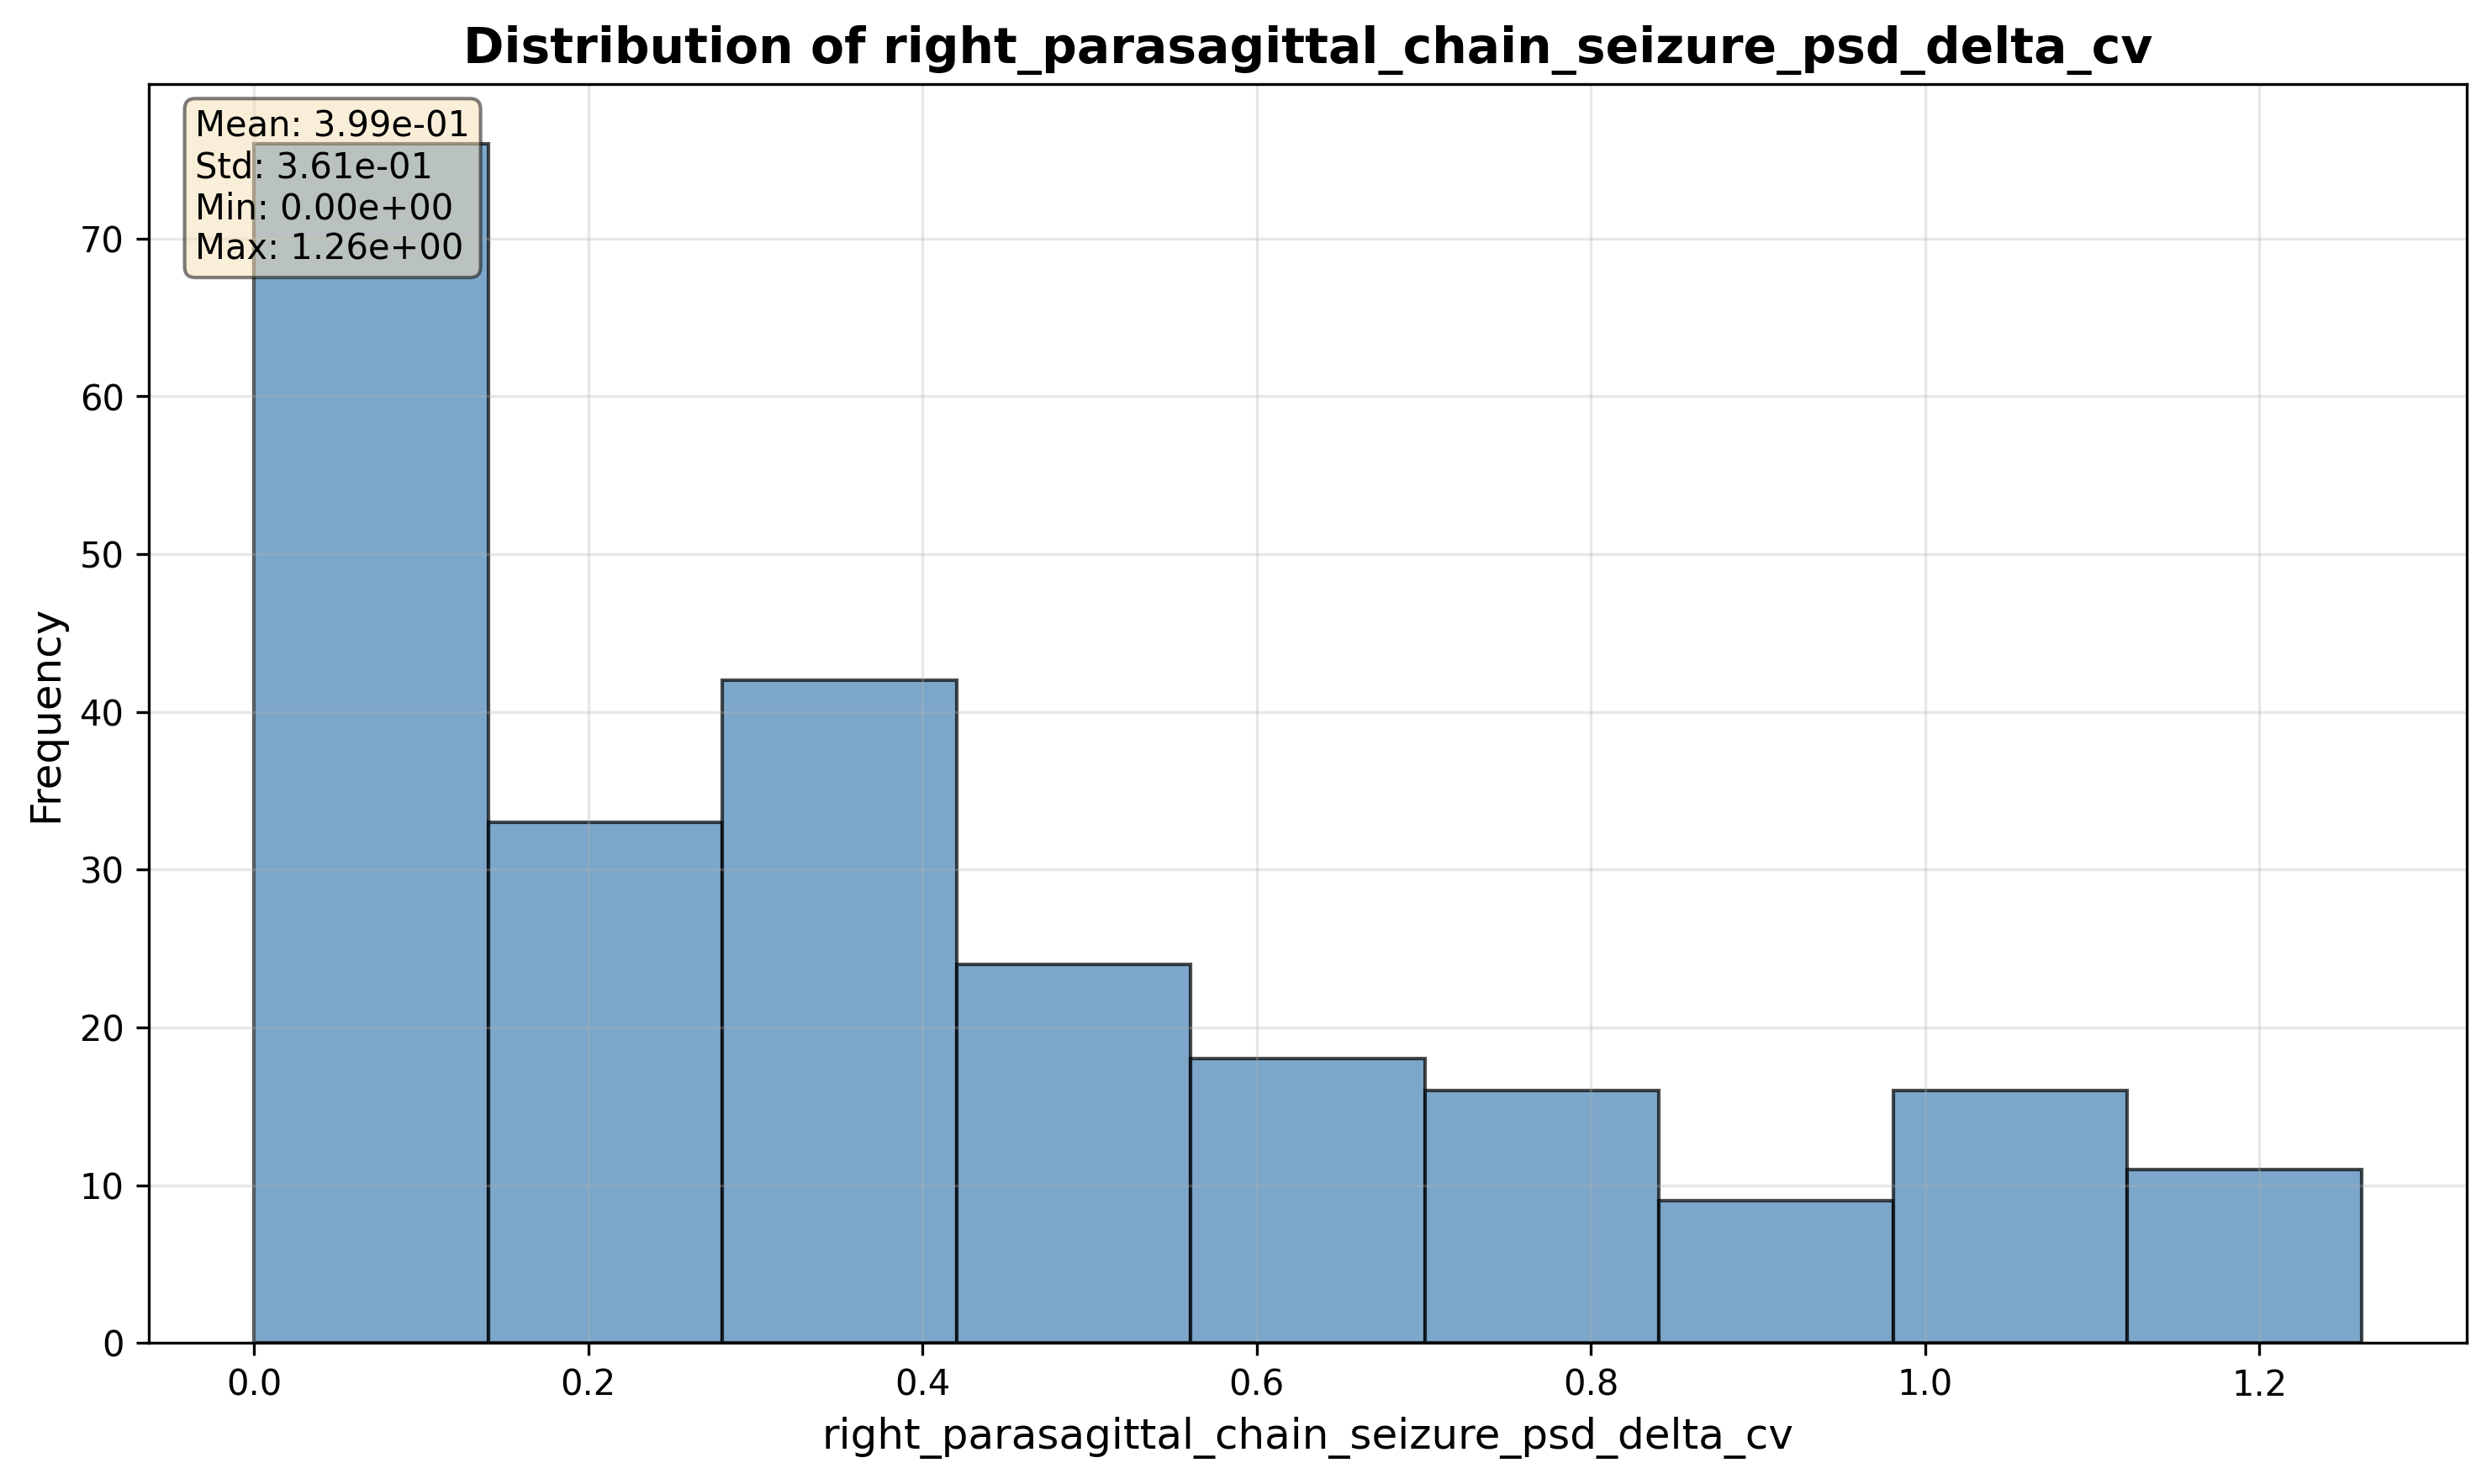 Distribution of right_parasagittal_chain_seizure_psd_delta_cv
Mean: 3.99e-01
Std: 3.61e-01
Min: 0.00e+00
Max: 1.26e+00
Frequency
70
60
50
40
30
20
10
0
0.0 0.2 0.4 0.6 0.8 1.0 1.2
right_parasagittal_chain_seizure_psd_delta_cv